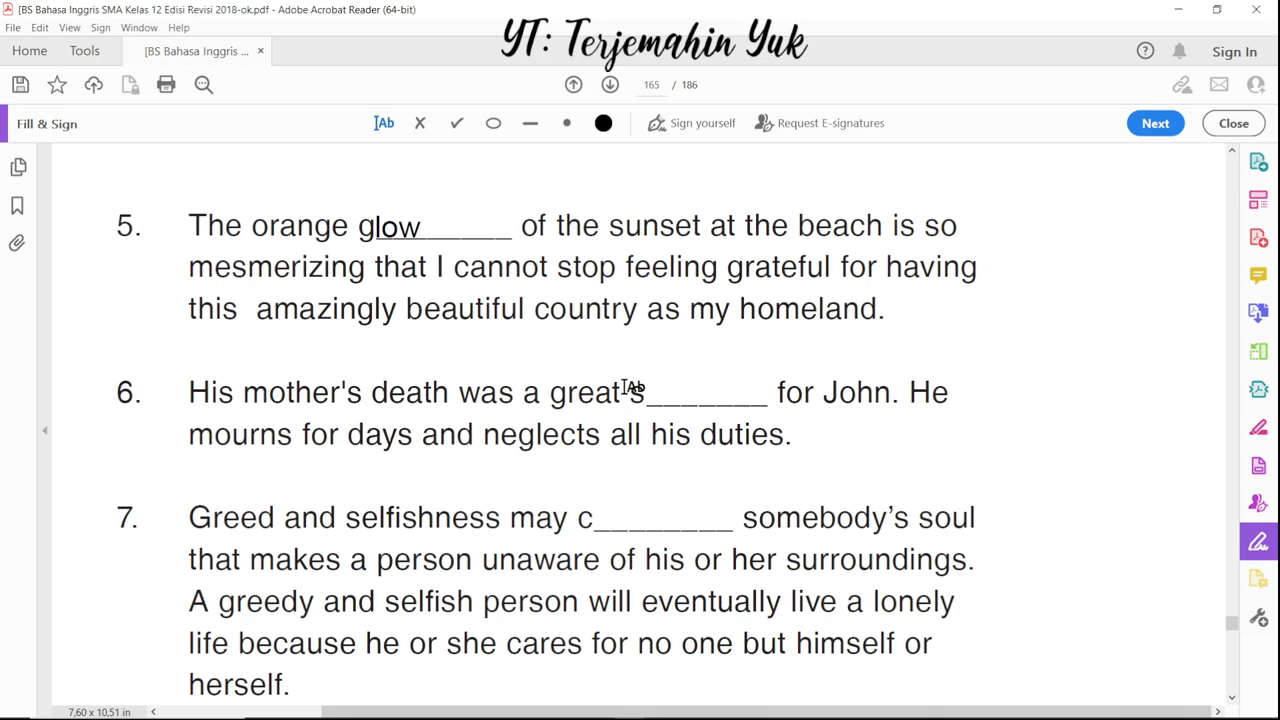 [BS Bahasa Inggris SMA Kelas 12 Edisi Revisi 2018-ok.pdf - Adobe Acrobat Reader (64-bit)
YT: Terjemahin Yuk
File Edit View Sign Window Help
Home Tools [BS Bahasa Inggris ... × Sign In
165 / 186
Fill & Sign Ab Sign yourself Request E-signatures Next Close
5. The orange glow______ of the sunset at the beach is so
mesmerizing that I cannot stop feeling grateful for having
this amazingly beautiful country as my homeland.
6. His mother's death was a great s_______ for John. He
mourns for days and neglects all his duties.
7. Greed and selfishness may c________ somebody’s soul
that makes a person unaware of his or her surroundings.
A greedy and selfish person will eventually live a lonely
life because he or she cares for no one but himself or
herself.
7,60 x 10,51 in